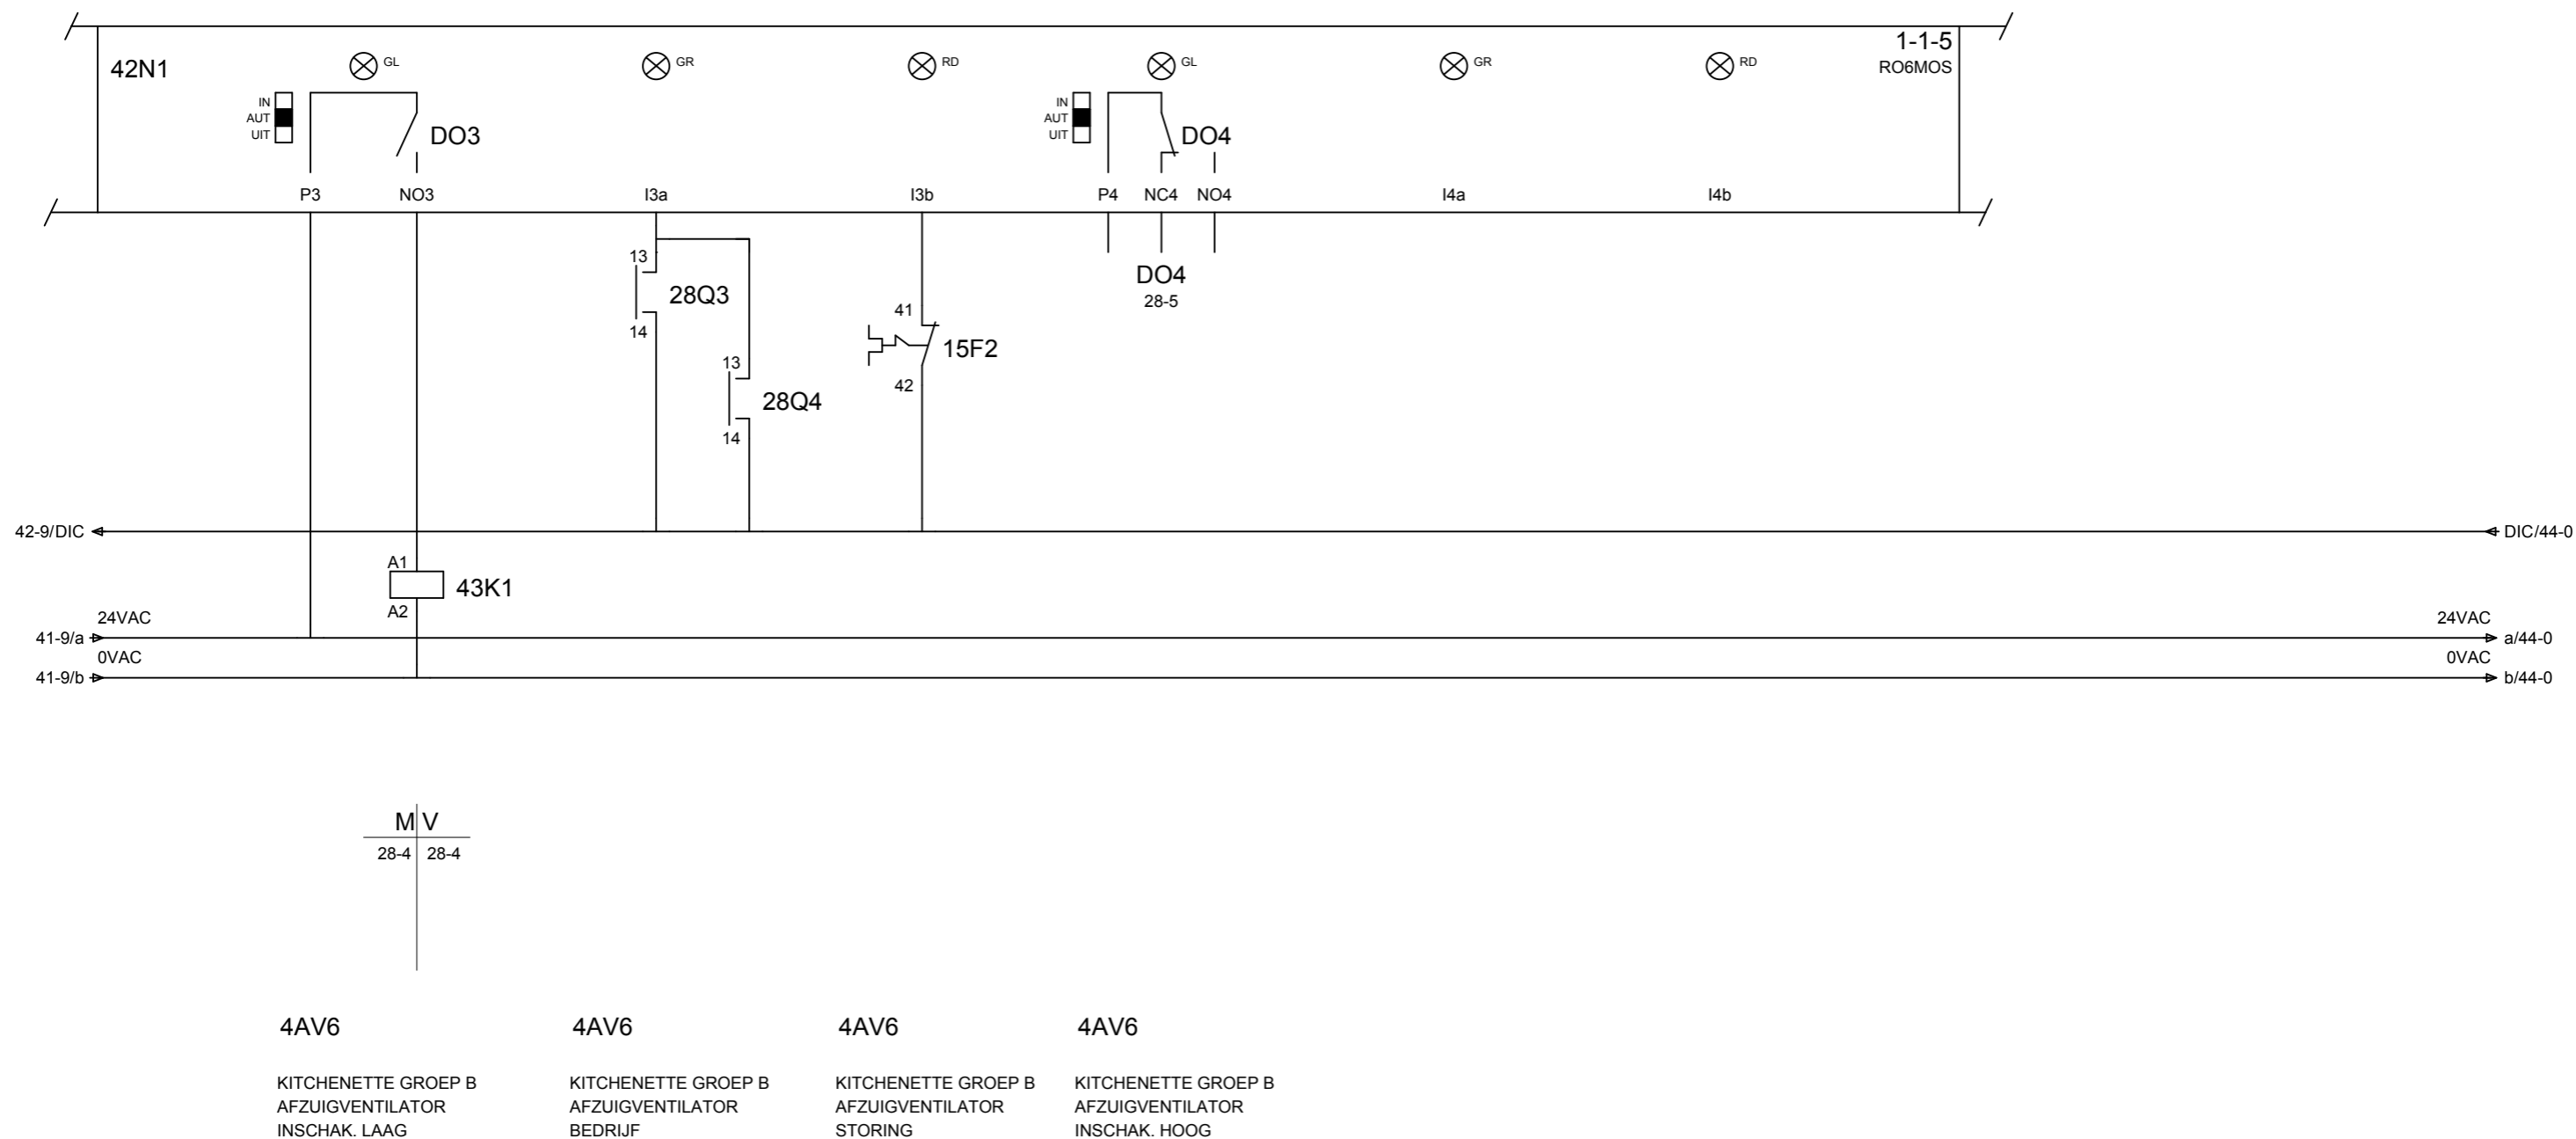 1-1-5
42N1
GL
GR
RD
GL
GR
RD
RO6MOS
IN
AUT
UIT
DO3
IN
AUT
UIT
DO4
P3
NO3
I3a
I3b
P4
NC4
NO4
I4a
I4b
13
28Q3
14
DO4
28-5
41
15F2
42
13
28Q4
14
42-9/DIC
DIC/44-0
A1
43K1
A2
24VAC
24VAC
41-9/a
a/44-0
0VAC
0VAC
41-9/b
b/44-0
M V
28-4 28-4
4AV6
KITCHENETTE GROEP B
AFZUIGVENTILATOR
INSCHAK. LAAG
4AV6
KITCHENETTE GROEP B
AFZUIGVENTILATOR
BEDRIJF
4AV6
KITCHENETTE GROEP B
AFZUIGVENTILATOR
STORING
4AV6
KITCHENETTE GROEP B
AFZUIGVENTILATOR
INSCHAK. HOOG